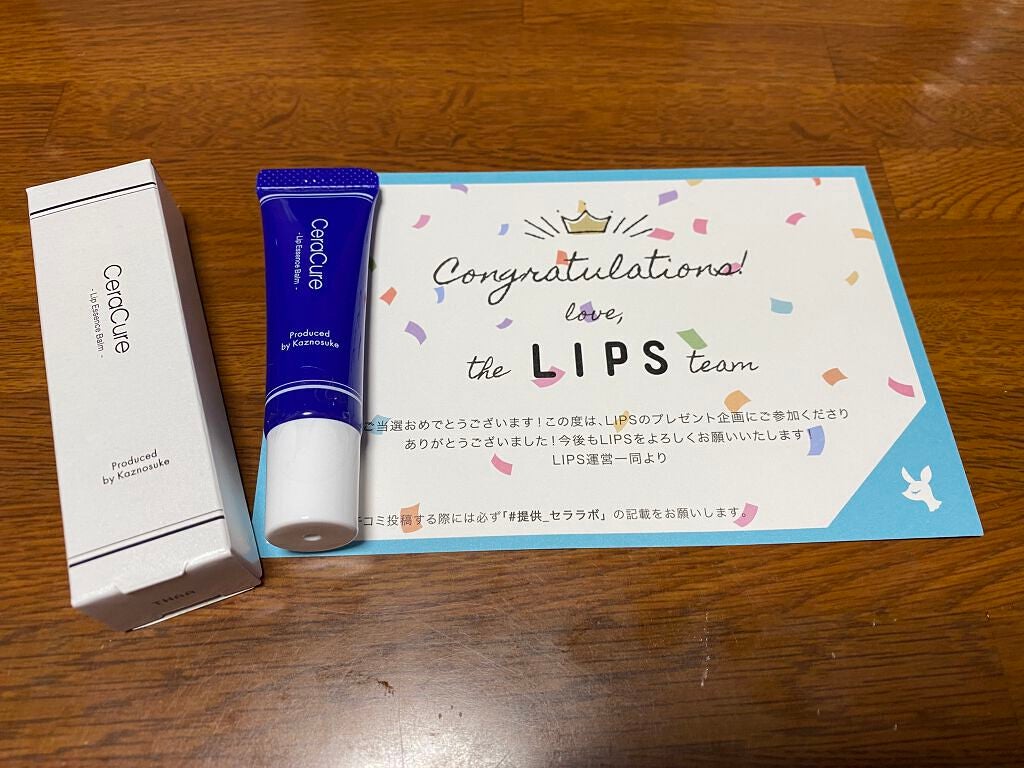 CeraCure
- Lip Essence Balm -
Produced
by Kaznosuke
CeraCure
- Lip Essence Balm -
Produced
by Kaznosuke
Congratulations!
love,
the LIPS team
ご当選おめでとうございます！この度は、LIPSのプレゼント企画にご参加くださり
ありがとうございました！今後もLIPSをよろしくお願いいたします！
LIPS運営一同より
コミ投稿する際には必ず「#提供_セララボ」の記載をお願いします。